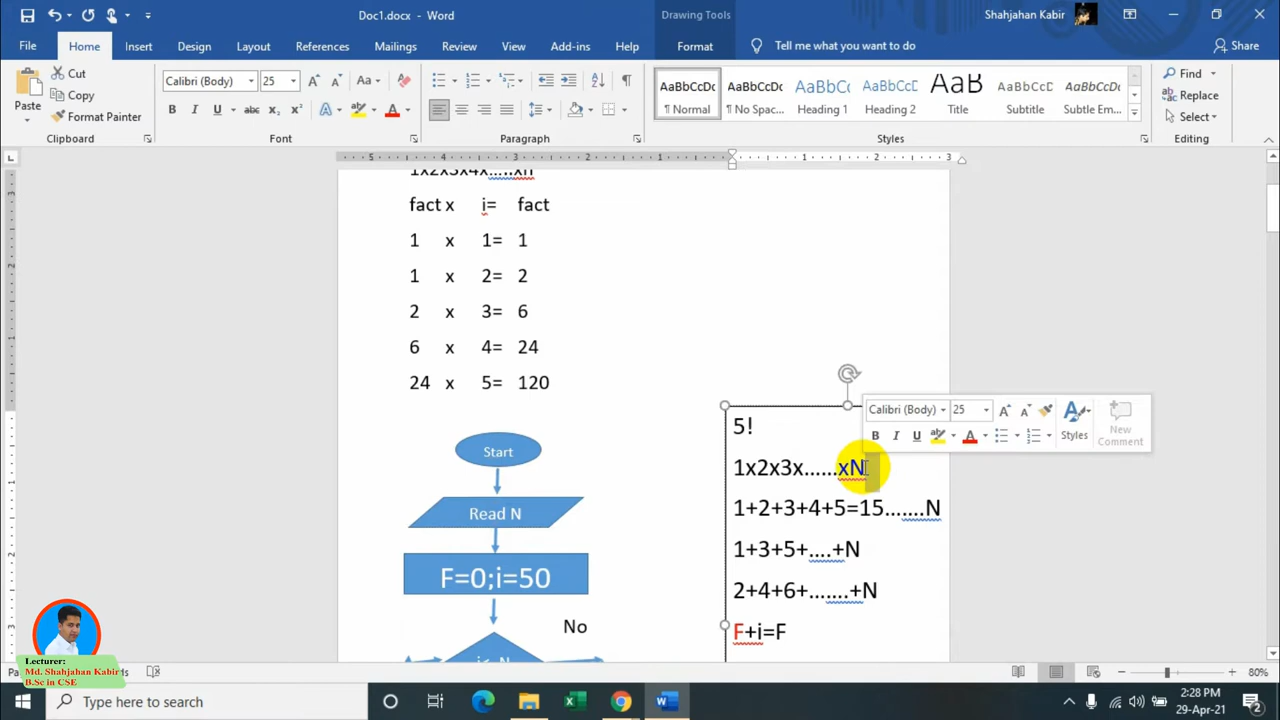 Doc1.docx - Word
Drawing Tools
Shahjahan Kabir
File
Home
Insert
Design
Layout
References
Mailings
Review
View
Add-ins
Help
Format
Tell me what you want to do
Share
Paste
Cut
Copy
Format Painter
Clipboard
Calibri (Body)
25
Font
Paragraph
AaBbCcDc
¶ Normal
AaBbCcDc
¶ No Spac...
AaBbCc
Heading 1
AaBbCcD
Heading 2
AaB
Title
AaBbCcD
Subtitle
AaBbCcDc
Subtle Em...
Styles
Find
Replace
Select
Editing
1x2x3x4x.....xn
fact x i= fact
1 x 1= 1
1 x 2= 2
2 x 3= 6
6 x 4= 24
24 x 5= 120
Start
Read N
F=0;i=50
No
i< N
Calibri (Body)
25
Styles
New Comment
5!
1x2x3x......xN
1+2+3+4+5=15.......N
1+3+5+....+N
2+4+6+.......+N
F+i=F
Lecturer:
Md. Shahjahan Kabir
B.Sc in CSE
80%
Type here to search
2:28 PM
29-Apr-21